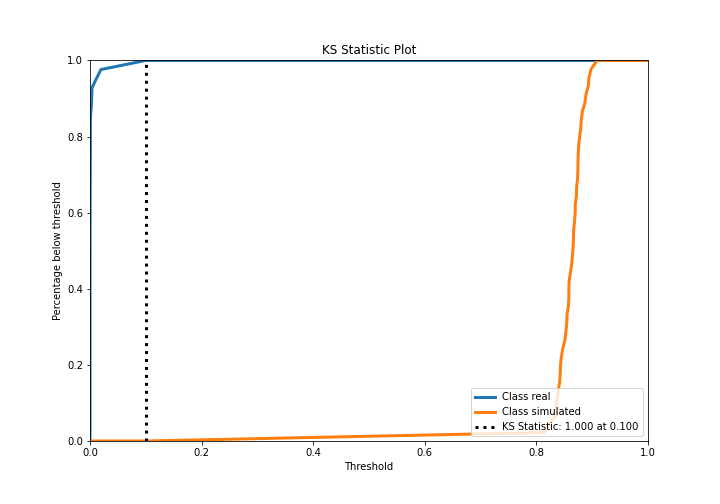 KS Statistic Plot
1.0
0.8
0.6
0.4
0.2
0.0
Percentage below threshold
Class real
Class simulated
KS Statistic: 1.000 at 0.100
0.0 0.2 0.4 0.6 0.8 1.0
Threshold